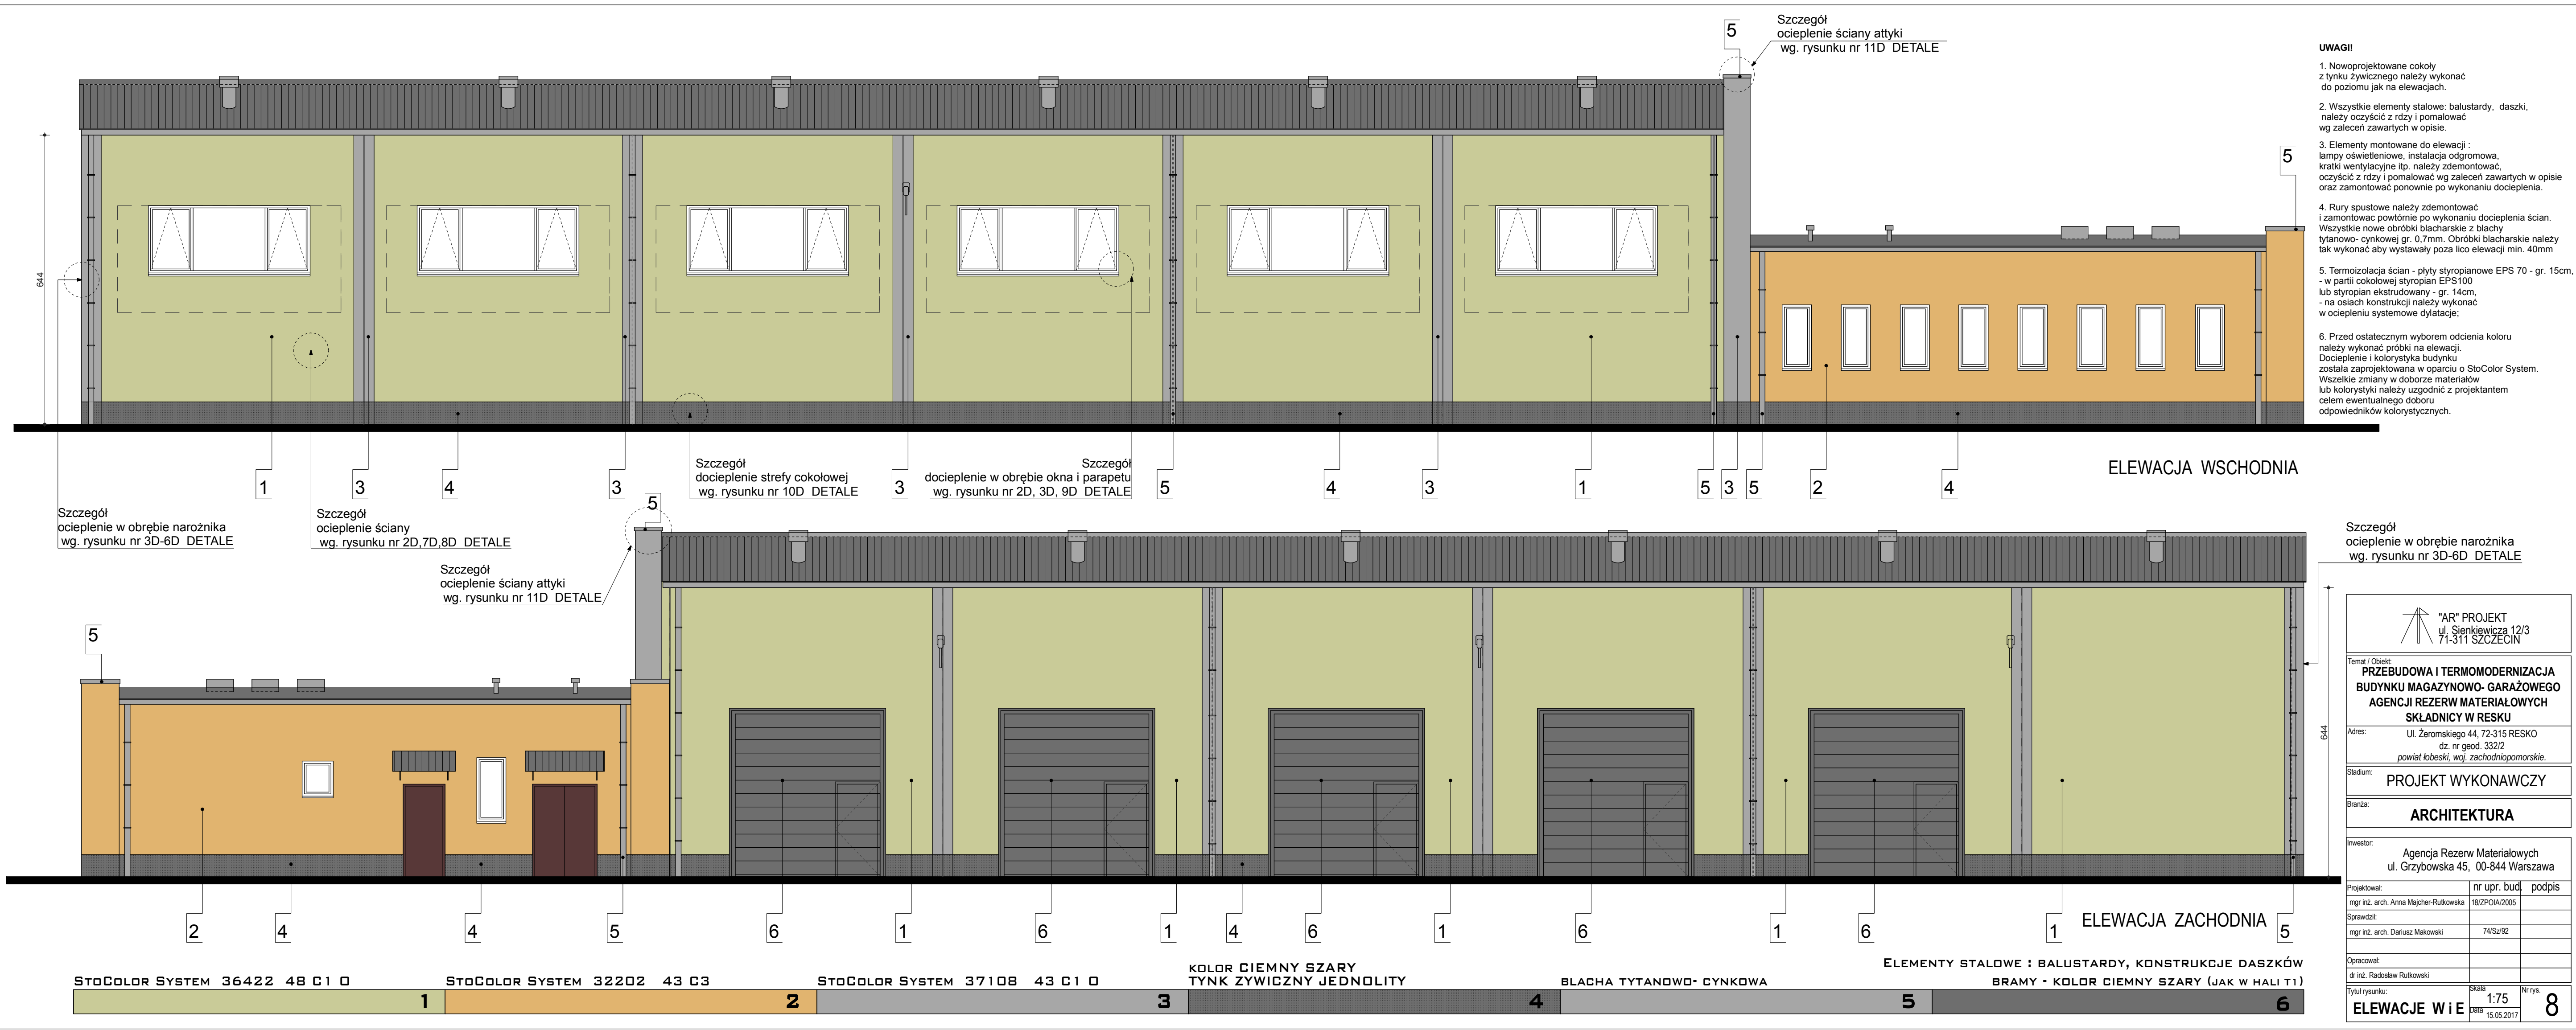 5
Szczegół
ocieplenie ściany attyki
wg. rysunku nr 11D DETALE
5
644
Szczegół
ocieplenie w obrębie narożnika
wg. rysunku nr 3D-6D DETALE
1
Szczegół
ocieplenie ściany
wg. rysunku nr 2D,7D,8D DETALE
3
4
3
Szczegół
docieplenie strefy cokołowej
wg. rysunku nr 10D DETALE
3
Szczegół
docieplenie w obrębie okna i parapetu
wg. rysunku nr 2D, 3D, 9D DETALE
5
4
3
1
5
3
5
2
4
ELEWACJA WSCHODNIA
UWAGI!
1. Nowoprojektowane cokoły
z tynku żywicznego należy wykonać
do poziomu jak na elewacjach.
2. Wszystkie elementy stalowe: balustardy, daszki,
należy oczyścić z rdzy i pomalować
wg zaleceń zawartych w opisie.
3. Elementy montowane do elewacji :
lampy oświetleniowe, instalacja odgromowa,
kratki wentylacyjne itp. należy zdemontować,
oczyścić z rdzy i pomalować wg zaleceń zawartych w opisie
oraz zamontować ponownie po wykonaniu docieplenia.
4. Rury spustowe należy zdemontować
i zamontowac powtórnie po wykonaniu docieplenia ścian.
Wszystkie nowe obróbki blacharskie z blachy
tytanowo- cynkowej gr. 0,7mm. Obróbki blacharskie należy
tak wykonać aby wystawały poza lico elewacji min. 40mm
5. Termoizolacja ścian - płyty styropianowe EPS 70 - gr. 15cm,
- w partii cokołowej styropian EPS100
lub styropian ekstrudowany - gr. 14cm,
- na osiach konstrukcji należy wykonać
w ociepleniu systemowe dylatacje;
6. Przed ostatecznym wyborem odcienia koloru
należy wykonać próbki na elewacji.
Docieplenie i kolorystyka budynku
została zaprojektowana w oparciu o StoColor System.
Wszelkie zmiany w doborze materiałów
lub kolorystyki należy uzgodnić z projektantem
celem ewentualnego doboru
odpowiedników kolorystycznych.
5
Szczegół
ocieplenie ściany attyki
wg. rysunku nr 11D DETALE
5
Szczegół
ocieplenie w obrębie narożnika
wg. rysunku nr 3D-6D DETALE
644
2
4
4
5
6
1
6
1
4
6
1
6
1
6
1
5
ELEWACJA ZACHODNIA
StoColor System 36422 48 C1 O
1
StoColor System 32202 43 C3
2
StoColor System 37108 43 C1 O
3
KOLOR CIEMNY SZARY
TYNK ZYWICZNY JEDNOLITY
4
BLACHA TYTANOWO- CYNKOWA
5
ELEMENTY STALOWE : BALUSTARDY, KONSTRUKCJE DASZKÓW
BRAMY - KOLOR CIEMNY SZARY (JAK W HALI T1)
6
"AR" PROJEKT
ul. Sienkiewicza 12/3
71-311 SZCZECIN
Temat / Obiekt:
PRZEBUDOWA I TERMOMODERNIZACJA
BUDYNKU MAGAZYNOWO- GARAŻOWEGO
AGENCJI REZERW MATERIAŁOWYCH
SKŁADNICY W RESKU
Adres:
Ul. Żeromskiego 44, 72-315 RESKO
dz. nr geod. 332/2
powiat łobeski, woj. zachodniopomorskie.
Stadium:
PROJEKT WYKONAWCZY
Branża:
ARCHITEKTURA
Inwestor:
Agencja Rezerw Materiałowych
ul. Grzybowska 45, 00-844 Warszawa
Projektował: nr upr. bud. podpis
mgr inż. arch. Anna Majcher-Rutkowska 18/ZPOIA/2005
Sprawdził:
mgr inż. arch. Dariusz Makowski 74/Sz/92
Opracował:
dr inż. Radosław Rutkowski
Tytuł rysunku:
ELEWACJE W i E
Skala
1:75
Data 15.05.2017
Nr rys.
8